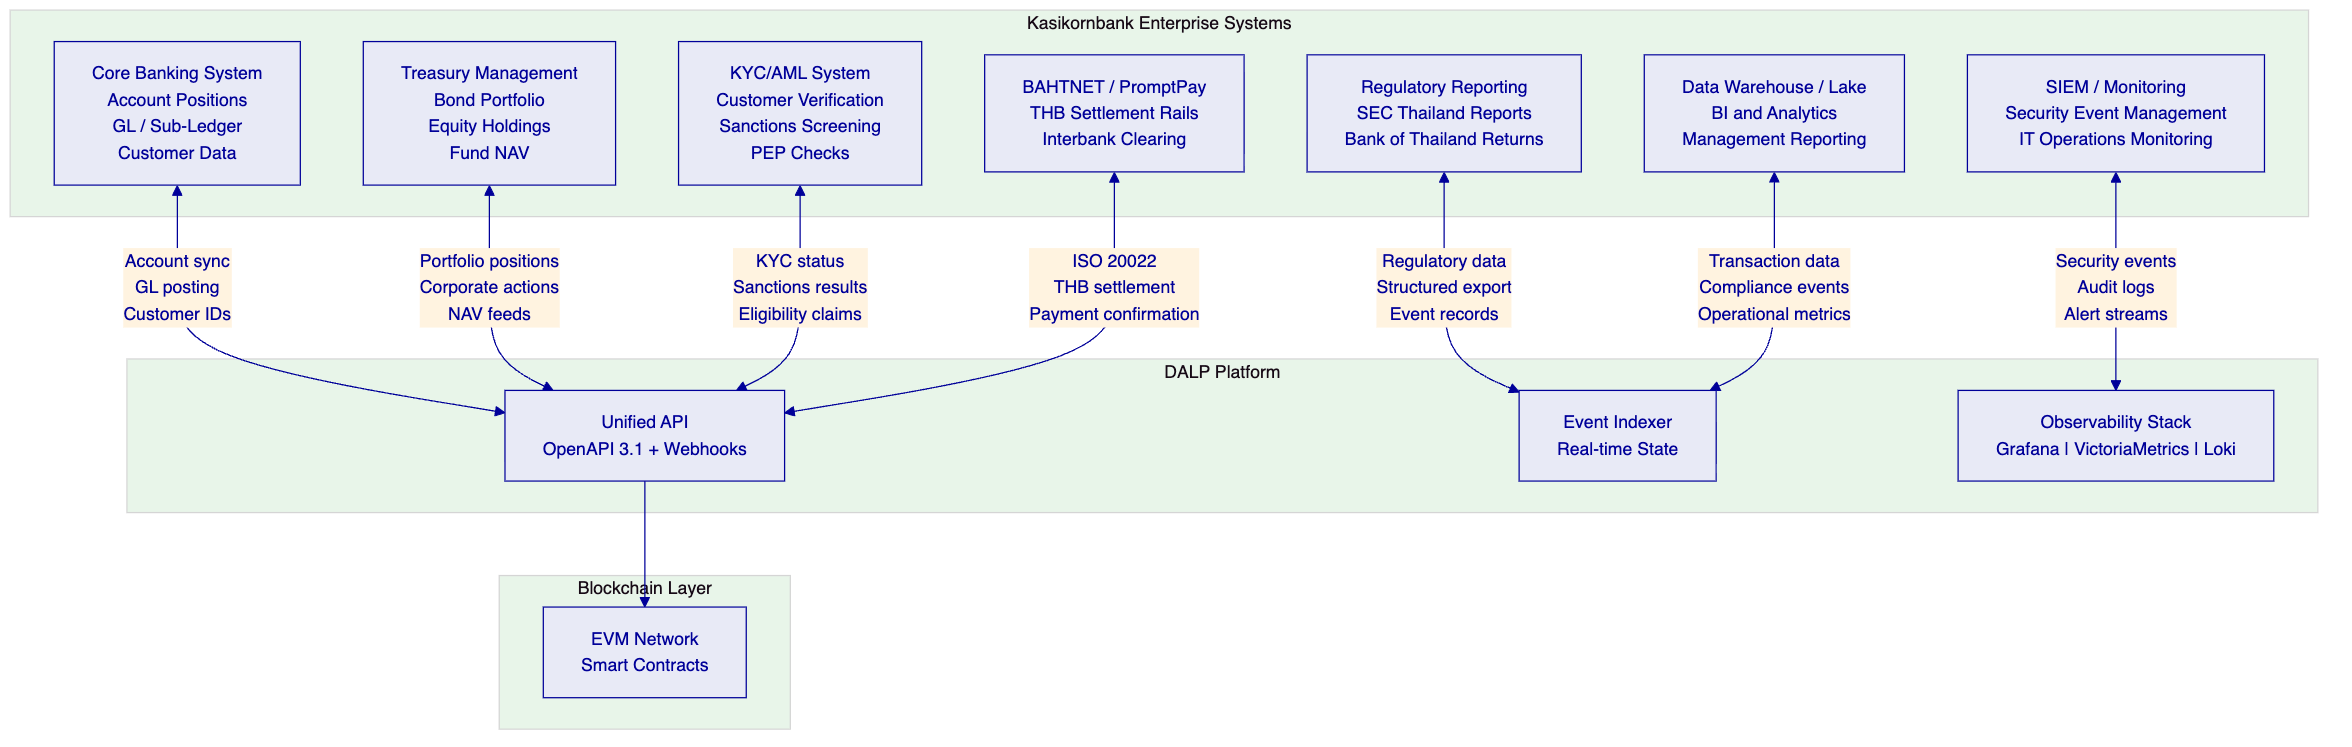 Kasikornbank Enterprise Systems
Core Banking System
Account Positions
GL / Sub-Ledger
Customer Data
Treasury Management
Bond Portfolio
Equity Holdings
Fund NAV
KYC/AML System
Customer Verification
Sanctions Screening
PEP Checks
BAHTNET / PromptPay
THB Settlement Rails
Interbank Clearing
Regulatory Reporting
SEC Thailand Reports
Bank of Thailand Returns
Data Warehouse / Lake
BI and Analytics
Management Reporting
SIEM / Monitoring
Security Event Management
IT Operations Monitoring
Account sync
GL posting
Customer IDs
Portfolio positions
Corporate actions
NAV feeds
KYC status
Sanctions results
Eligibility claims
ISO 20022
THB settlement
Payment confirmation
Regulatory data
Structured export
Event records
Transaction data
Compliance events
Operational metrics
Security events
Audit logs
Alert streams
DALP Platform
Unified API
OpenAPI 3.1 + Webhooks
Event Indexer
Real-time State
Observability Stack
Grafana | VictoriaMetrics | Loki
Blockchain Layer
EVM Network
Smart Contracts